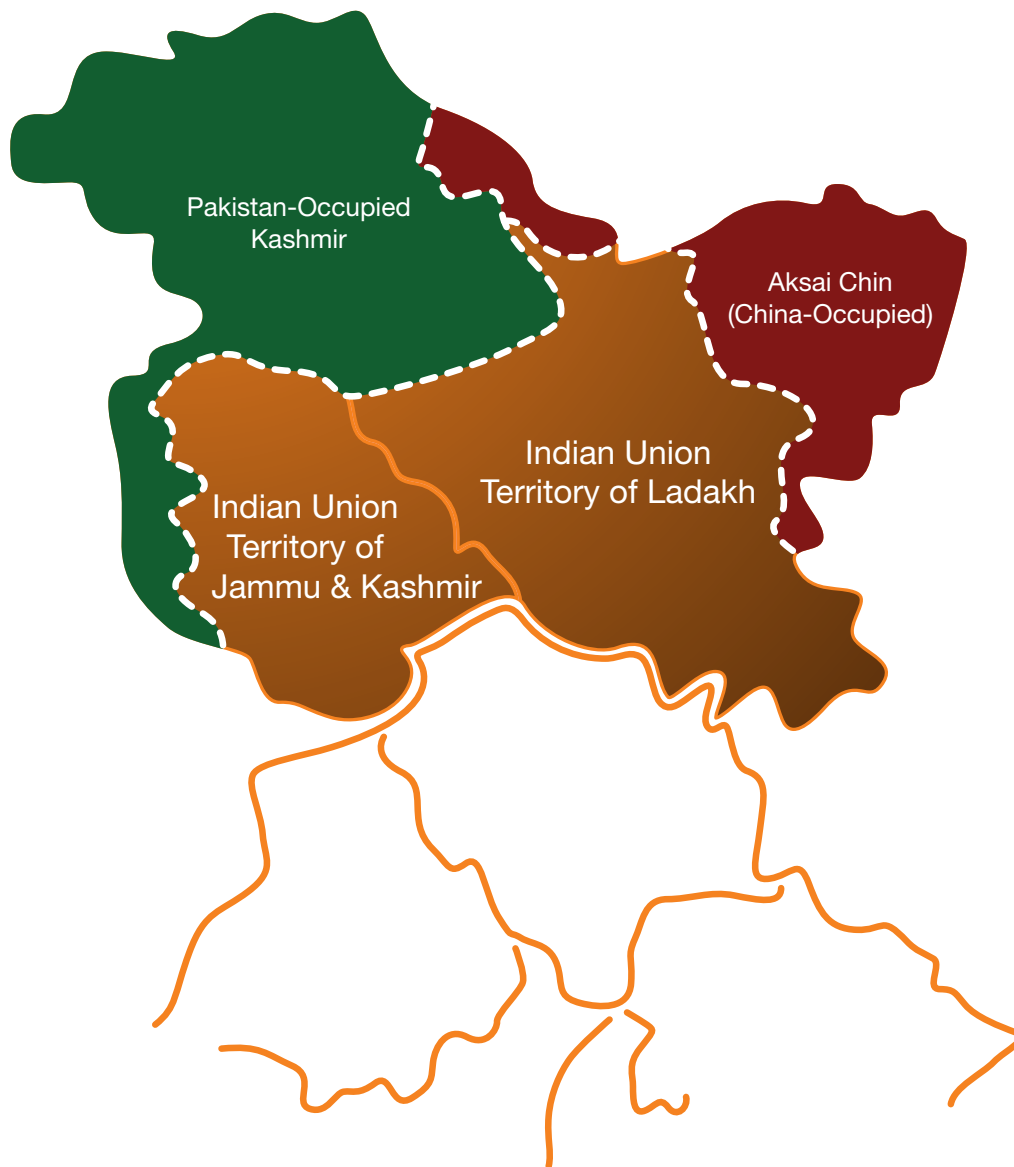 Pakistan-Occupied
Kashmir
Aksai Chin
(China-Occupied)
Indian Union
Territory of Ladakh
Indian Union
Territory of
Jammu & Kashmir